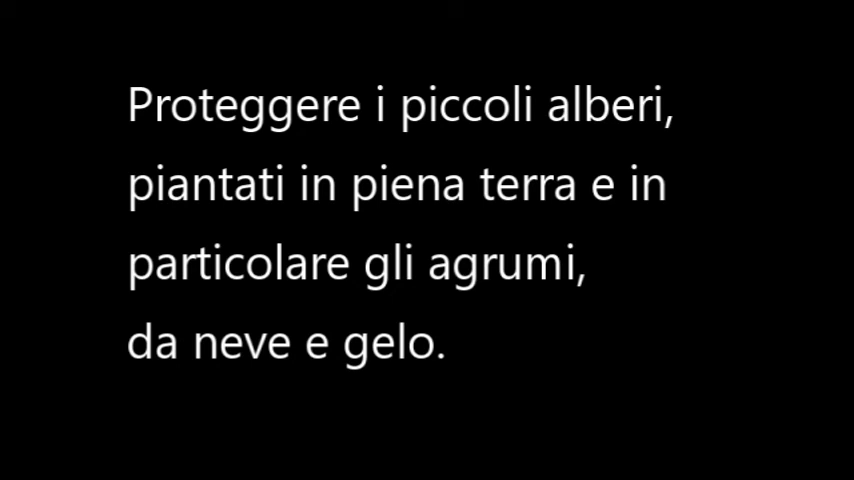 Proteggere i piccoli alberi,
piantati in piena terra e in
particolare gli agrumi,
da neve e gelo.